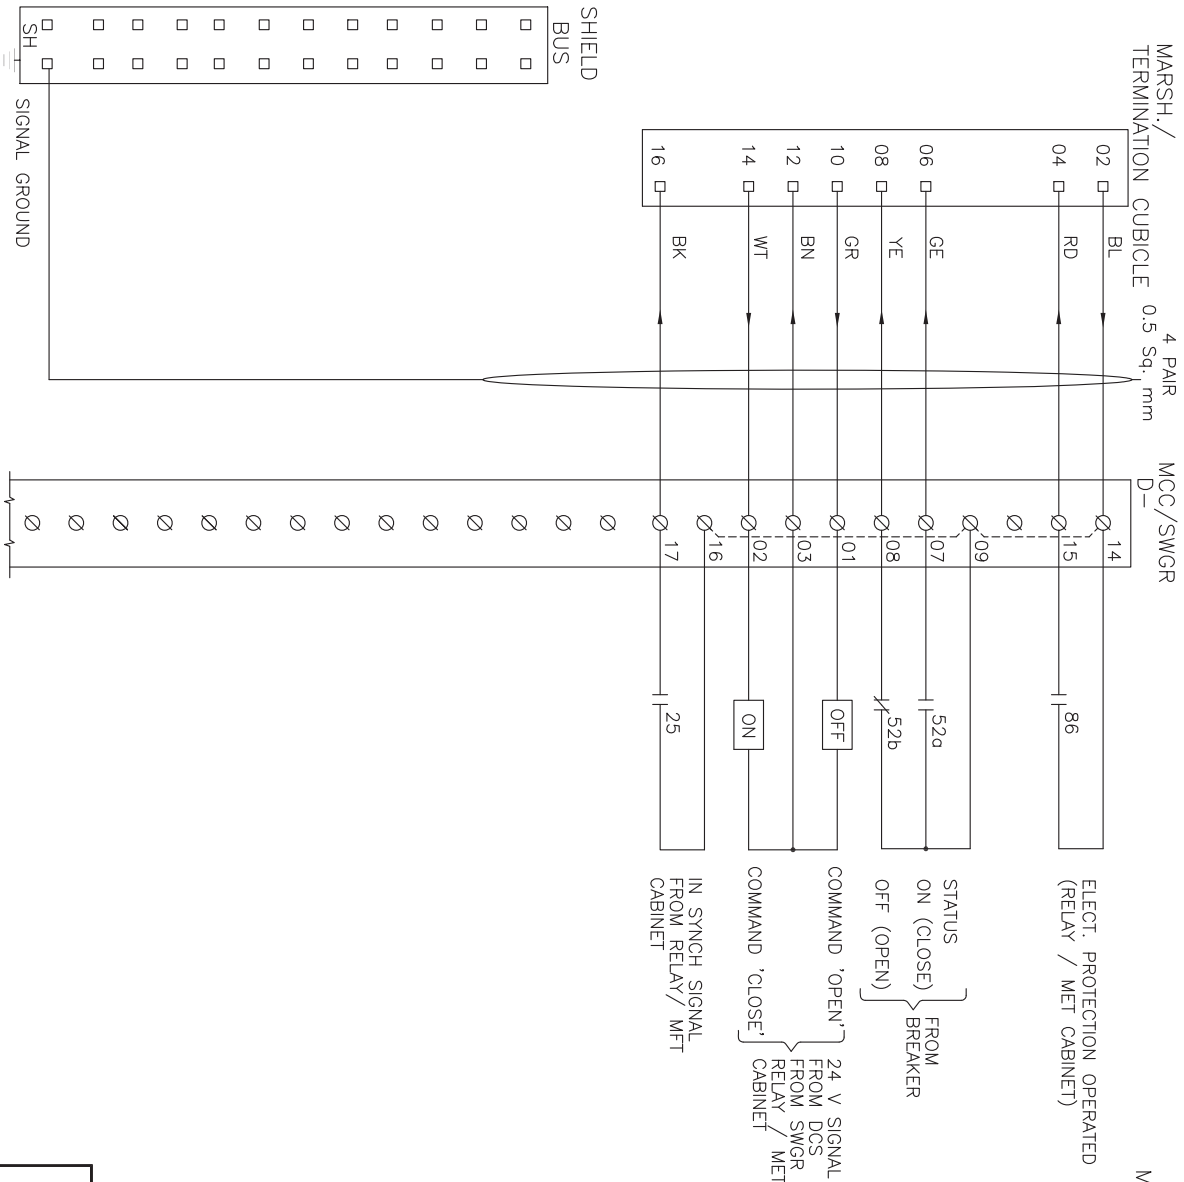 MARSH./
TERMINATION CUBICLE
4 PAIR
0.5 Sq. mm
MCC/SWGR
D-
02
BL
14
04
RD
15
86
ELECT. PROTECTION OPERATED
(RELAY / MET CABINET)
09
STATUS
06
GE
07
52a
ON (CLOSE)
08
YE
08
52b
OFF (OPEN)
FROM
BREAKER
10
GR
01
OFF
COMMAND 'OPEN'
12
BN
03
14
WT
02
ON
COMMAND 'CLOSE'
24 V SIGNAL
FROM DCS
FROM SWGR
RELAY / MET
CABINET
16
16
BK
17
25
IN SYNCH SIGNAL
FROM RELAY/ MFT
CABINET
SHIELD
BUS
SH
SIGNAL GROUND
M